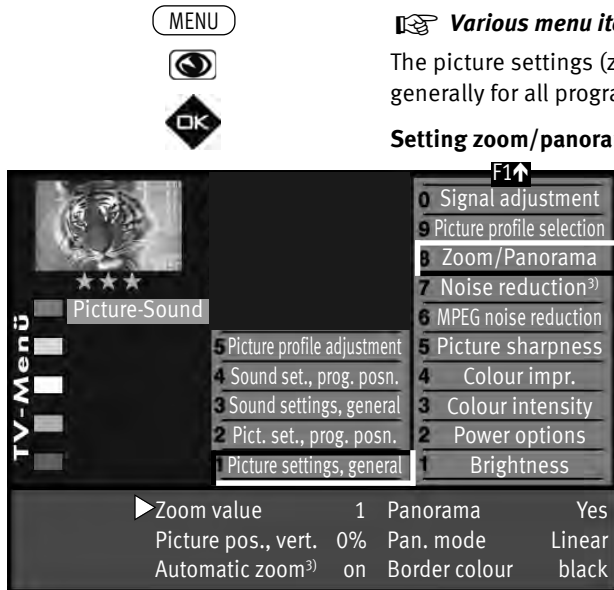 MENU
Various menu ite
The picture settings (z
generally for all progra
OK
Setting zoom/panora
F1↑
0 Signal adjustment
9 Picture profile selection
8 Zoom/Panorama
7 Noise reduction3)
6 MPEG noise reduction
5 Picture sharpness
4 Colour impr.
3 Colour intensity
2 Power options
1 Brightness
Picture-Sound
TV-Menü
5 Picture profile adjustment
4 Sound set., prog. posn.
3 Sound settings, general
2 Pict. set., prog. posn.
1 Picture settings, general
Zoom value 1 Panorama Yes
Picture pos., vert. 0% Pan. mode Linear
Automatic zoom3) on Border colour black